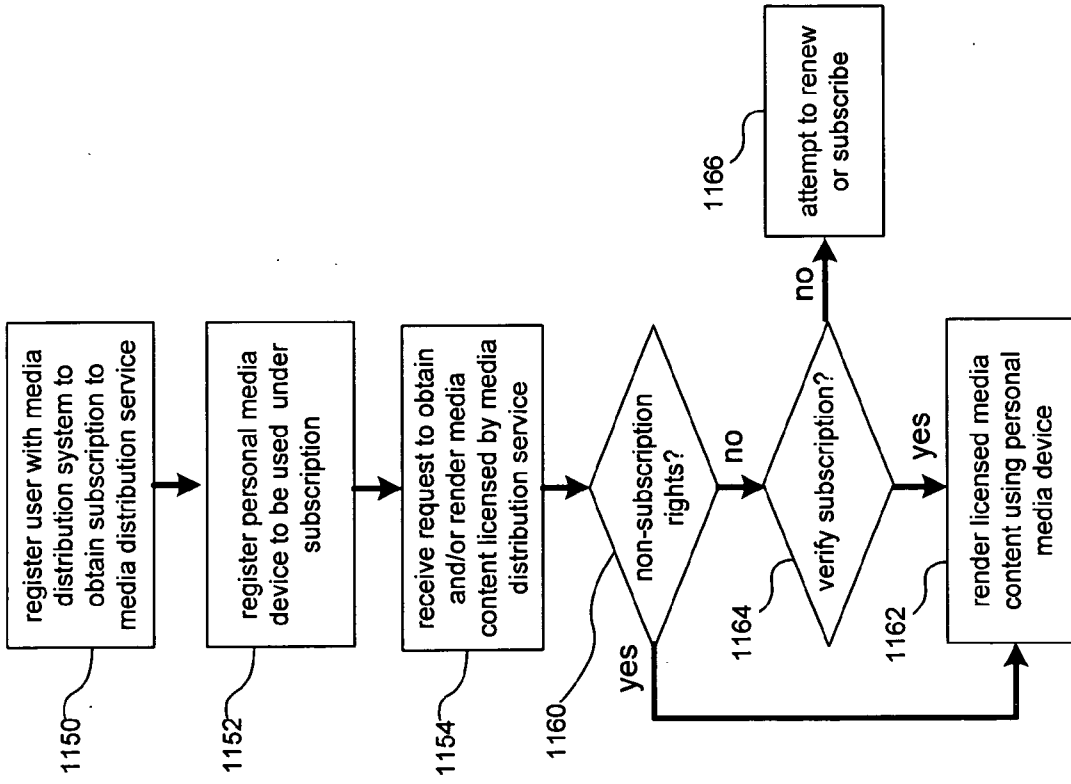 1150
register user with media
distribution system to
obtain subscription to
media distribution service
1152
register personal media
device to be used under
subscription
1154
receive request to obtain
and/or render media
content licensed by media
distribution service
1160
non-subscription
rights?
yes
no
1164
verify subscription?
no
yes
1166
attempt to renew
or subscribe
1162
render licensed media
content using personal
media device